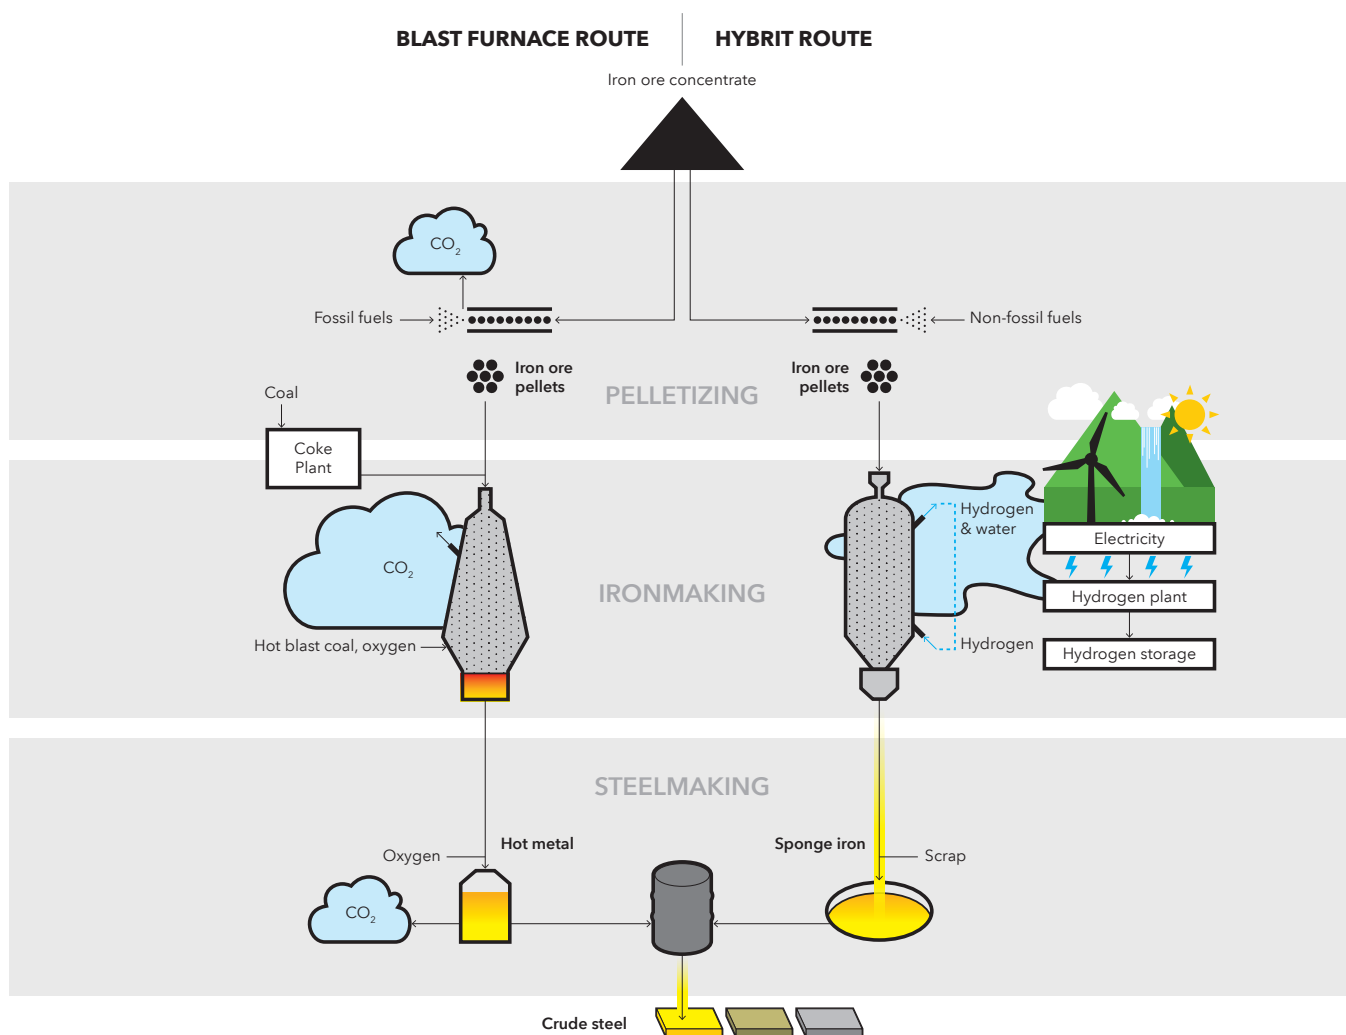 BLAST FURNACE ROUTE
HYBRIT ROUTE
Iron ore concentrate
CO2
Fossil fuels
Non-fossil fuels
Iron ore
pellets
Iron ore
pellets
PELLETIZING
Coal
Coke
Plant
Hydrogen
& water
Electricity
CO2
IRONMAKING
Hydrogen plant
Hot blast coal, oxygen
Hydrogen
Hydrogen storage
STEELMAKING
Oxygen
Hot metal
Sponge iron
Scrap
CO2
Crude steel